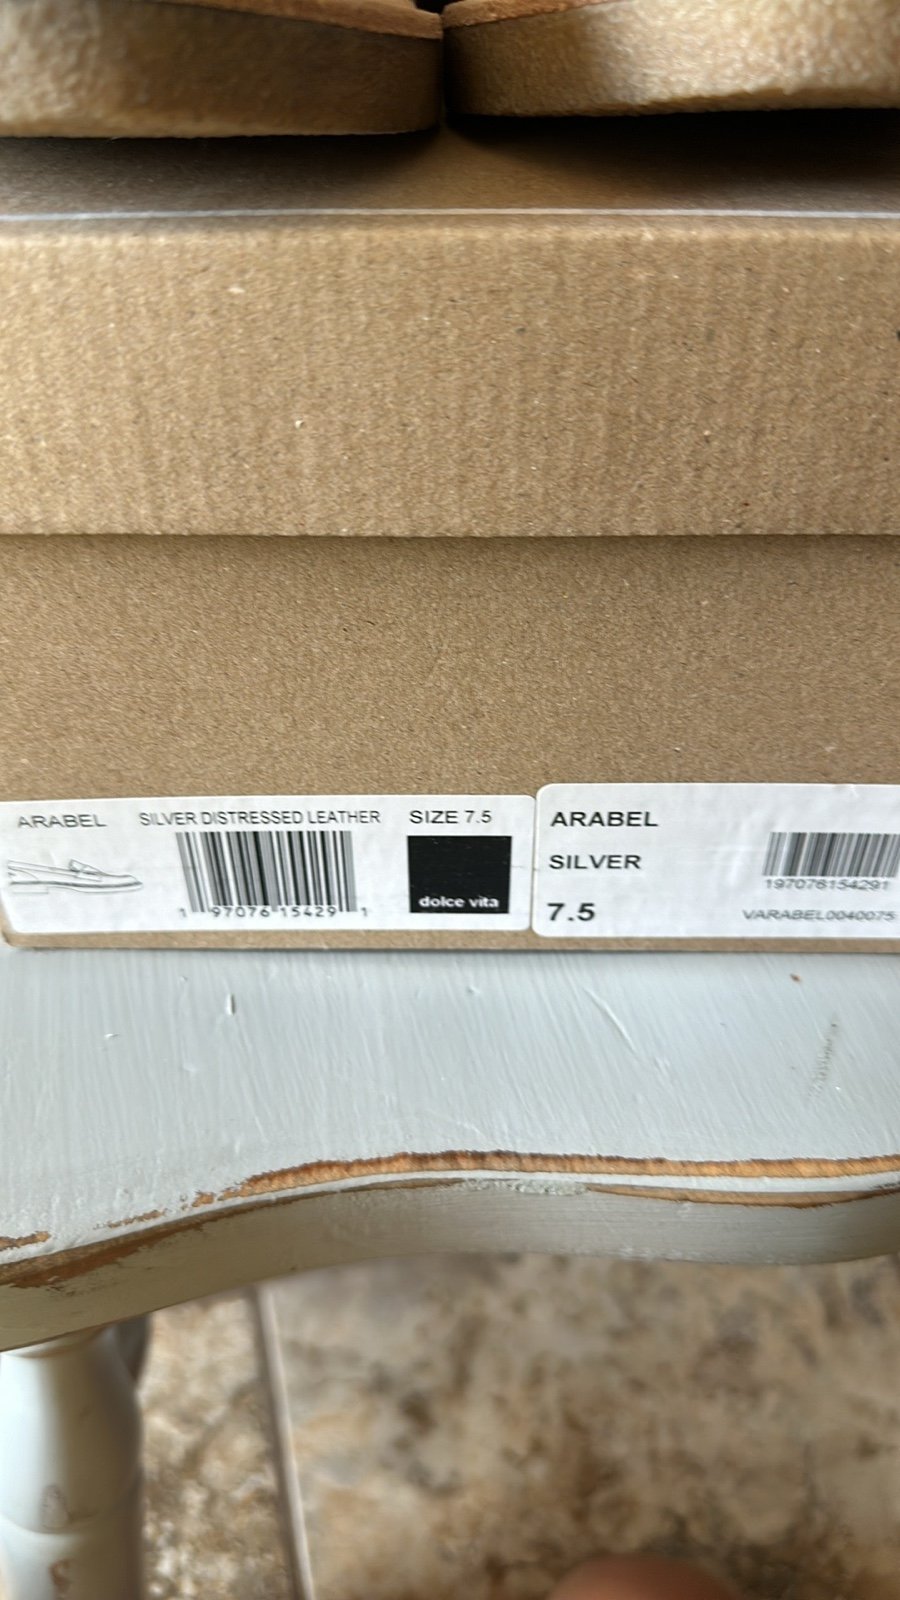 ARABEL SILVER DISTRESSED LEATHER SIZE 7.5
1 97076 15429 1
dolce vita
ARABEL
SILVER
197076154291
7.5 VARABEL0040075